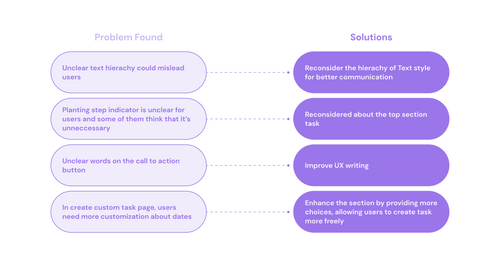 Problem Found
Solutions
Unclear text hierachy could mislead
users
Reconsider the hierachy of Text style
for better communication
Planting step indicator is unclear for
users and some of them think that it's
unneccessary
Reconsidered about the top section
task
Unclear words on the call to action
button
Improve UX writing
In create custom task page, users
need more customization about dates
Enhance the section by providing more
choices, allowing users to create task
more freely